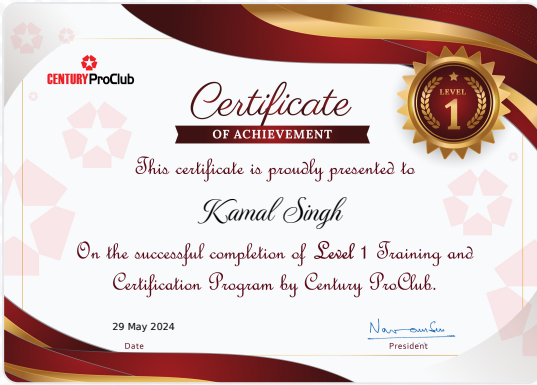 CENTURY ProClub
LEVEL
1
Certificate
OF ACHIEVEMENT
This certificate is proudly presented to
Kamal Singh
On the successful completion of Level 1 Training and
Certification Program by Century ProClub.
29 May 2024
Date
President